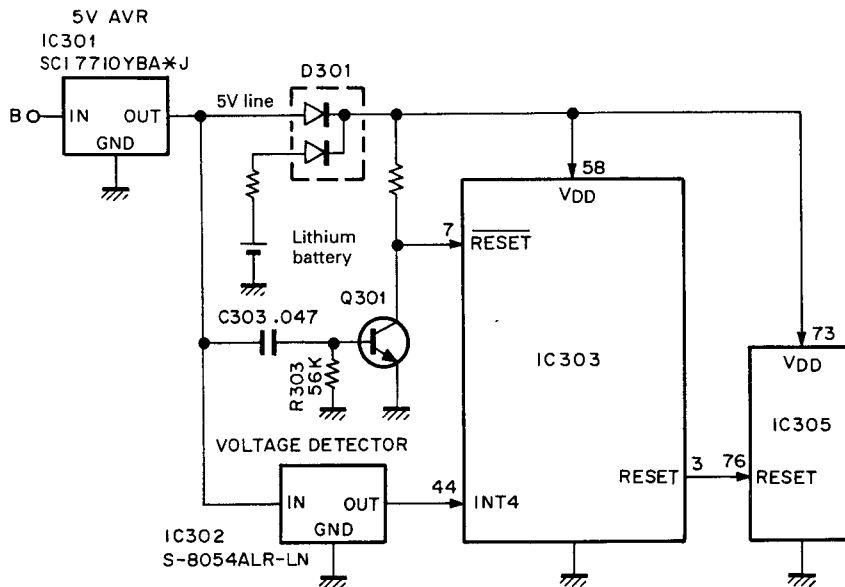 5V AVR
IC301
SCI7710YBA*J
B
IN
OUT
GND
5V line
D301
58
VDD
7
RESET
Lithium
battery
Q301
C303 .047
R303
56K
IC303
73
VDD
IC305
VOLTAGE DETECTOR
IN
OUT
GND
44
INT4
RESET
3
76
RESET
IC302
S-8054ALR-LN